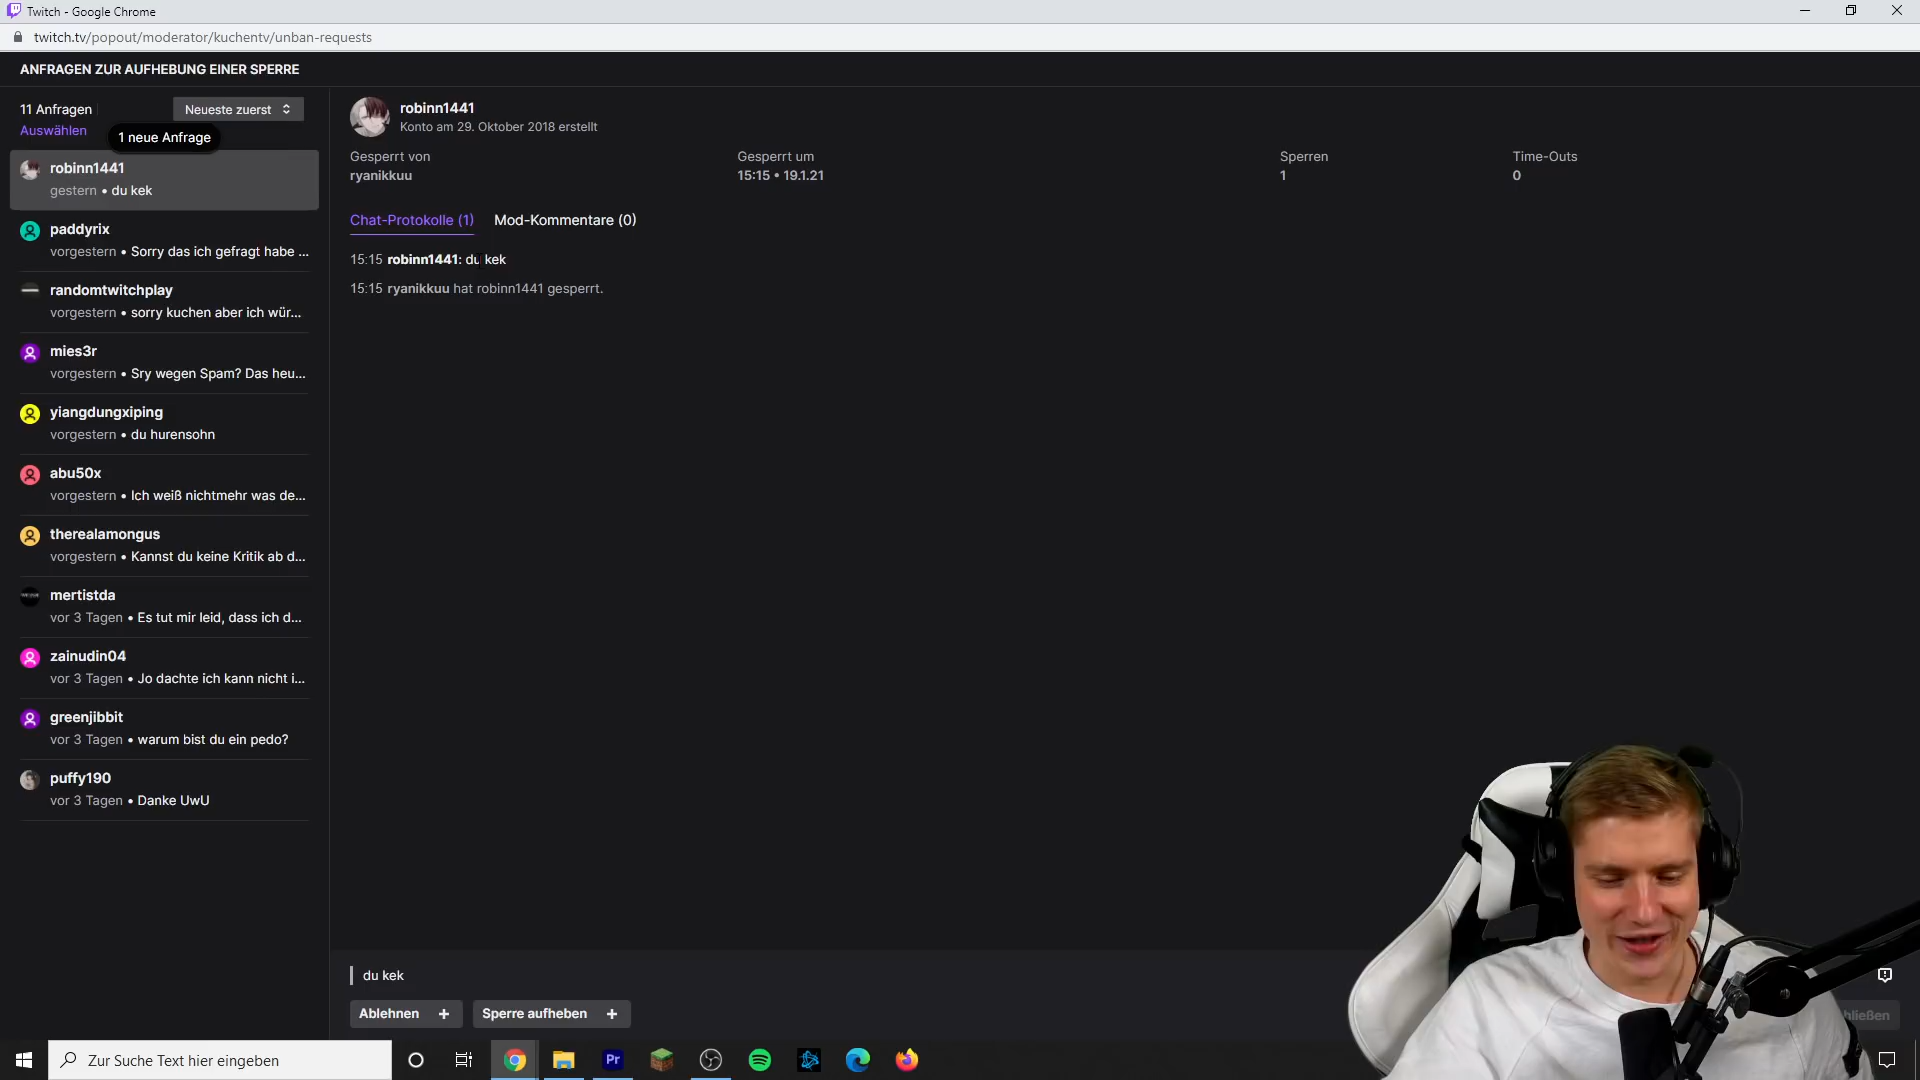 Twitch - Google Chrome
twitch.tv/popout/moderator/kuchentv/unban-requests
ANFRAGEN ZUR AUFHEBUNG EINER SPERRE
11 Anfragen
Neueste zuerst
Auswählen
1 neue Anfrage
robinn1441
gestern • du kek
paddyrix
vorgestern • Sorry das ich gefragt habe ...
randomtwitchplay
vorgestern • sorry kuchen aber ich wür...
mies3r
vorgestern • Sry wegen Spam? Das heu...
yiangdungxiping
vorgestern • du hurensohn
abu50x
vorgestern • Ich weiß nichtmehr was de...
therealamongus
vorgestern • Kannst du keine Kritik ab d...
mertistda
vor 3 Tagen • Es tut mir leid, dass ich d...
zainudin04
vor 3 Tagen • Jo dachte ich kann nicht i...
greenjibbit
vor 3 Tagen • warum bist du ein pedo?
puffy190
vor 3 Tagen • Danke UwU
robinn1441
Konto am 29. Oktober 2018 erstellt
Gesperrt von
ryanikkuu
Gesperrt um
15:15 • 19.1.21
Sperren
1
Time-Outs
0
Chat-Protokolle (1)
Mod-Kommentare (0)
15:15 robinn1441: du kek
15:15 ryanikkuu hat robinn1441 gesperrt.
du kek
Ablehnen +
Sperre aufheben +
hließen
Zur Suche Text hier eingeben
Pr